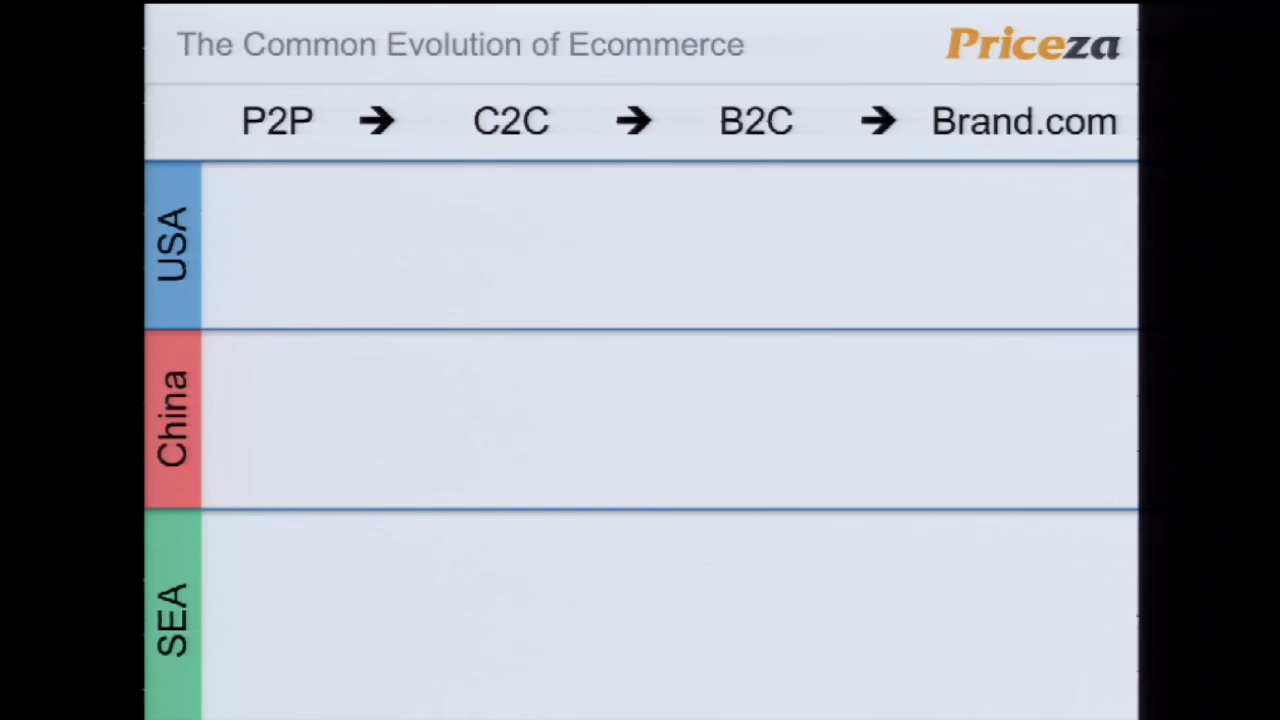 The Common Evolution of Ecommerce
Priceza
P2P ➔ C2C ➔ B2C ➔ Brand.com
USA
China
SEA